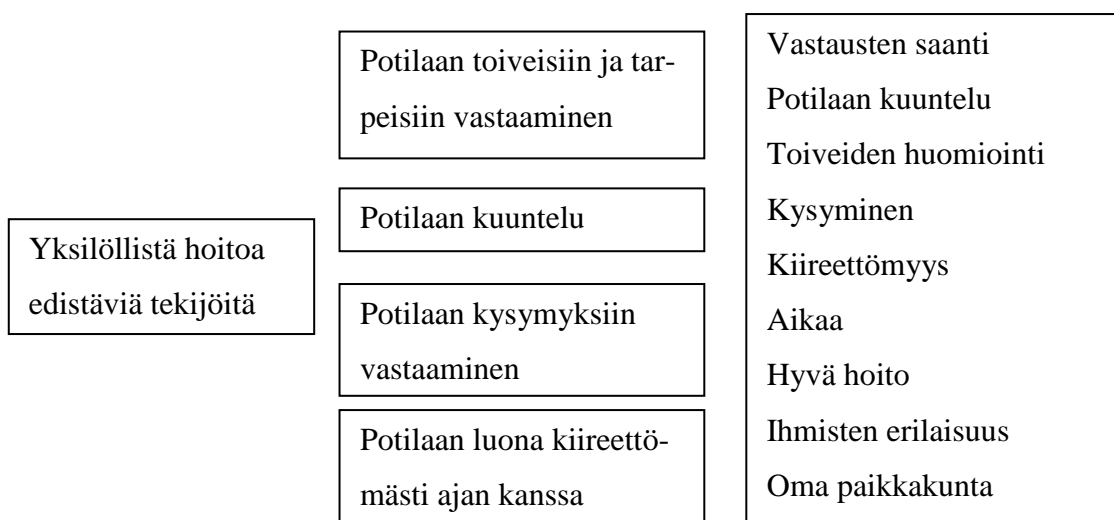 Yksilöllistä hoitoa
edistäviä tekijöitä
Potilaan toiveisiin ja tar-
peisiin vastaaminen
Potilaan kuuntelu
Potilaan kysymyksiin
vastaaminen
Potilaan luona kiireettö-
mästi ajan kanssa
Vastausten saanti
Potilaan kuuntelu
Toiveiden huomiointi
Kysyminen
Kiireettömyys
Aikaa
Hyvä hoito
Ihmisten erilaisuus
Oma paikkakunta